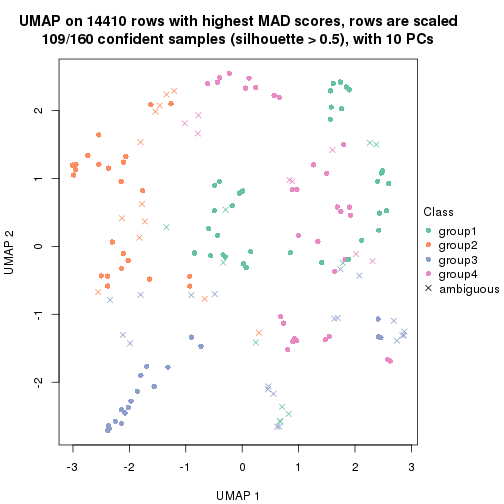 UMAP on 14410 rows with highest MAD scores, rows are scaled
109/160 confident samples (silhouette > 0.5), with 10 PCs
UMAP 2
2
1
0
-1
-2
-3
-2
-1
0
1
2
3
UMAP 1
Class
group1
group2
group3
group4
ambiguous